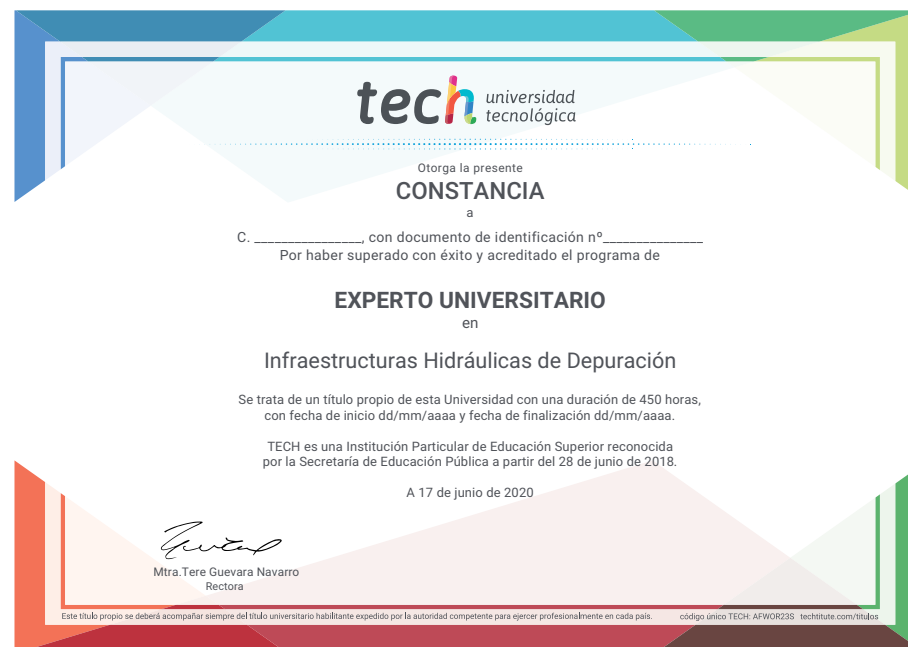 tech universidad
tecnológica
Otorga la presente
CONSTANCIA
a
C. ________________, con documento de identificación nº_______________
Por haber superado con éxito y acreditado el programa de
EXPERTO UNIVERSITARIO
en
Infraestructuras Hidráulicas de Depuración
Se trata de un título propio de esta Universidad con una duración de 450 horas,
con fecha de inicio dd/mm/aaaa y fecha de finalización dd/mm/aaaa.
TECH es una Institución Particular de Educación Superior reconocida
por la Secretaría de Educación Pública a partir del 28 de junio de 2018.
A 17 de junio de 2020
Mtra.Tere Guevara Navarro
Rectora
Este título propio se deberá acompañar siempre del título universitario habilitante expedido por la autoridad competente para ejercer profesionalmente en cada país. código único TECH: AFWOR23S techtitute.com/titulos